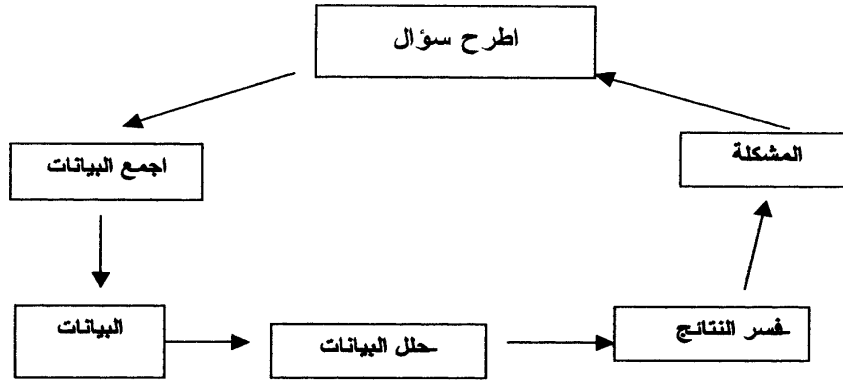 اطرح سؤال
المشكلة
اجمع البيانات
البيانات
حلل البيانات
فسر النتائج